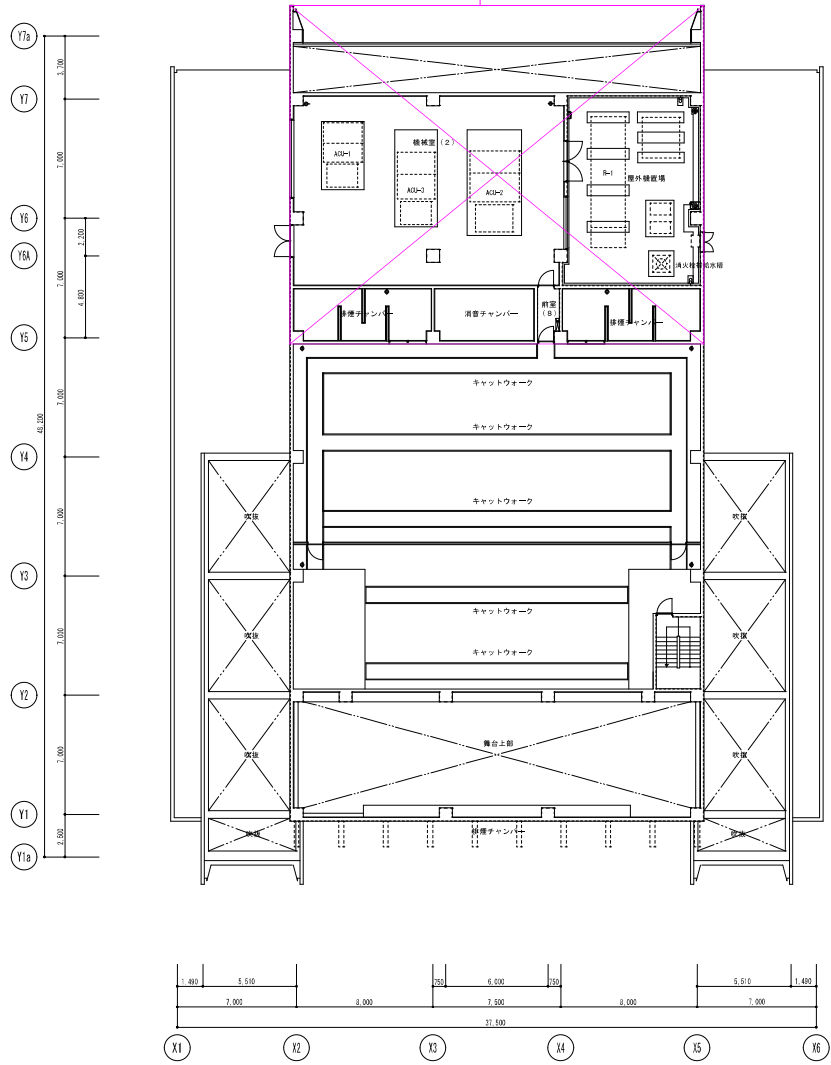 Y7a
3,700
Y7
7,000
機械室(2)
ACU-1
ACU-3
ACU-2
R-1
屋外機置場
Y6
2,200
Y6A
7,000
4,800
消火栓補給水槽
前室
(8)
排煙チャンバー
消音チャンバー
排煙チャンバー
Y5
7,000
キャットウォーク
48,200
キャットウォーク
Y4
7,000
キャットウォーク
吹抜
吹抜
Y3
7,000
キャットウォーク
吹抜
吹抜
キャットウォーク
Y2
7,000
舞台上部
吹抜
吹抜
Y1
2,500
吹抜
排煙チャンバー
吹抜
Y1a
1,490
5,510
750
6,000
750
5,510
1,490
7,000
8,000
7,500
8,000
7,000
37,500
X1
X2
X3
X4
X5
X6